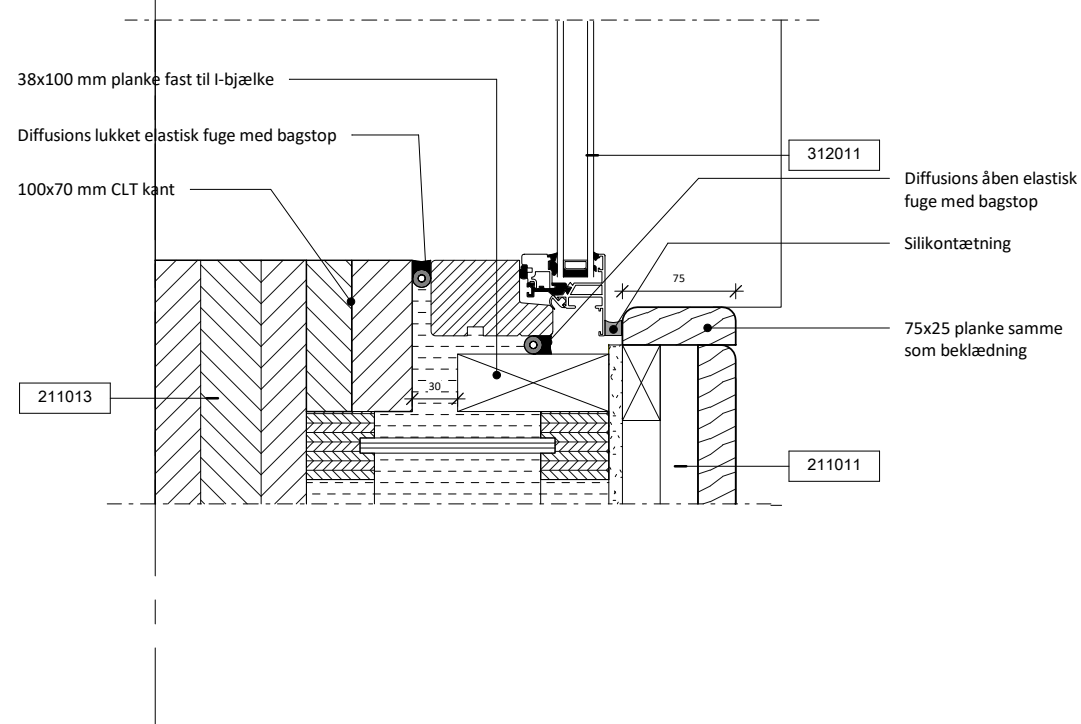 38x100 mm planke fast til I-bjælke
Diffusions lukket elastisk fuge med bagstop
100x70 mm CLT kant
312011
Diffusions åben elastisk
fuge med bagstop
Silikontætning
75
75x25 planke samme
som beklædning
30
211013
211011